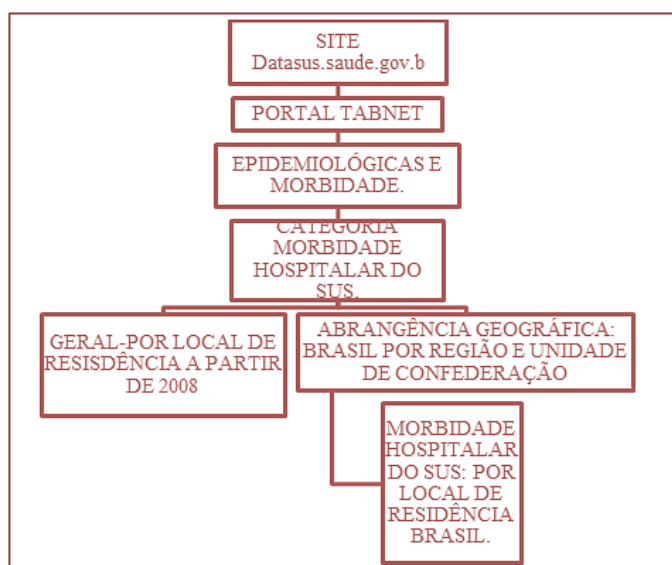 SITE
Datasus.saude.gov.b
PORTAL TABNET
EPIDEMIOLÓGICAS E
MORBIDADE.
CATEGORIA
MORBIDADE
HOSPITALAR DO
SUS.
GERAL-POR LOCAL DE
RESISDÊNCIA A PARTIR
DE 2008
ABRANGÊNCIA GEOGRÁFICA:
BRASIL POR REGIÃO E UNIDADE
DE CONFEDERAÇÃO
MORBIDADE
HOSPITALAR
DO SUS: POR
LOCAL DE
RESIDÊNCIA
BRASIL.